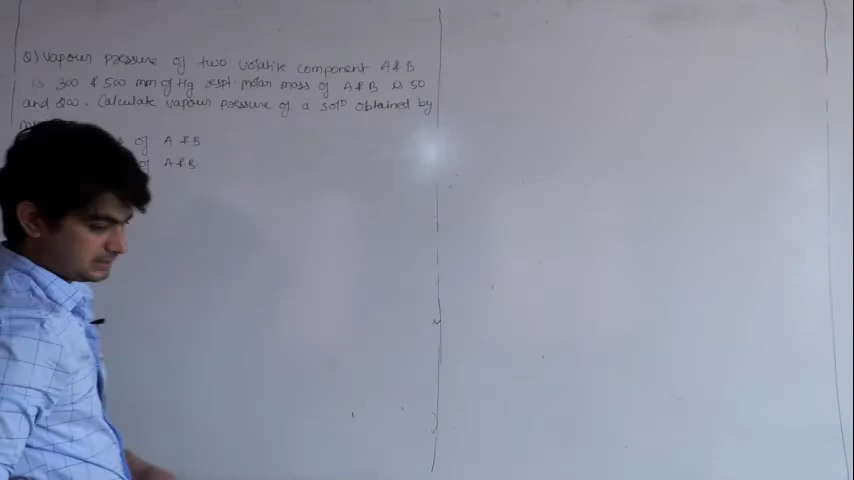 Q) Vapour pressure of two volatile component A & B
is 300 & 500 mm of Hg respt. molar mass of A & B is 50
and 200. Calculate vapour pressure of a solⁿ obtained by
of A & B
of A & B